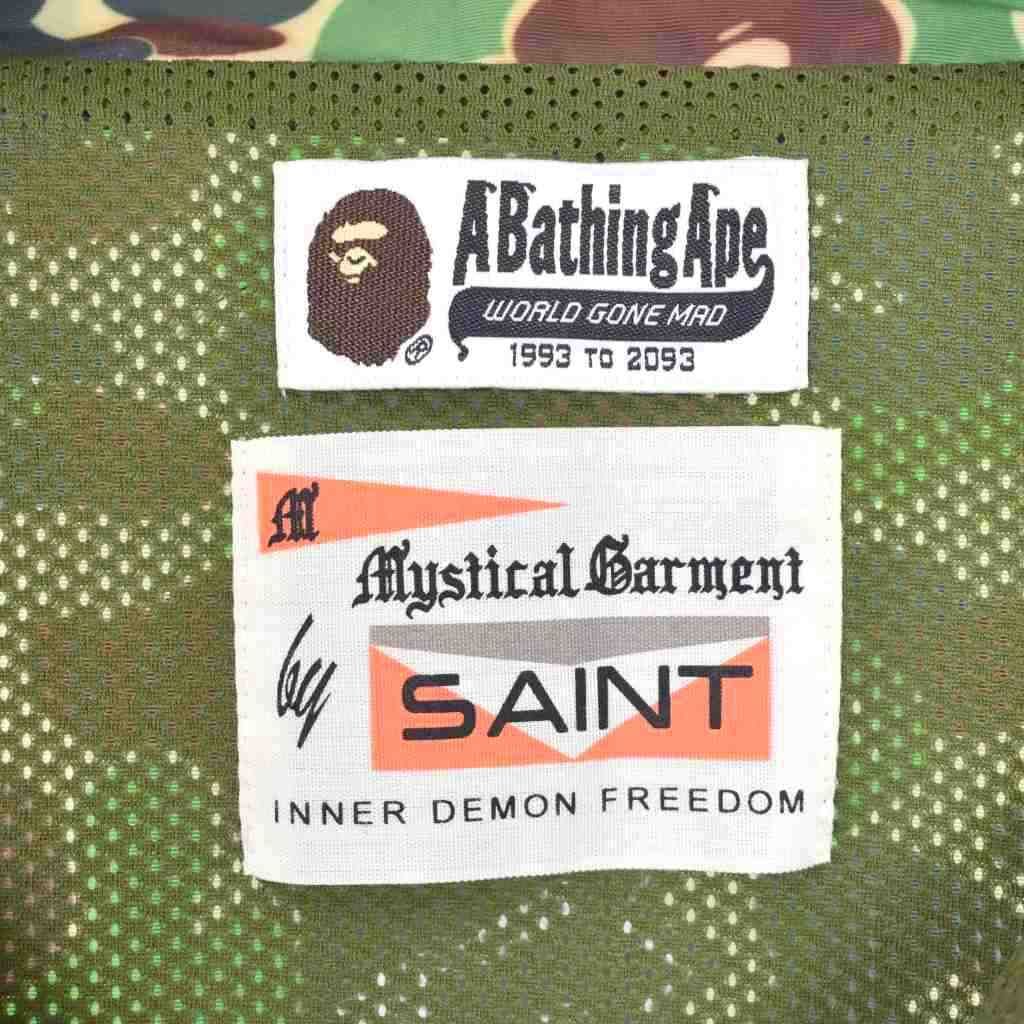 A Bathing Ape
WORLD GONE MAD
1993 TO 2093
M
Mystical Garment
by
SAINT
INNER DEMON FREEDOM